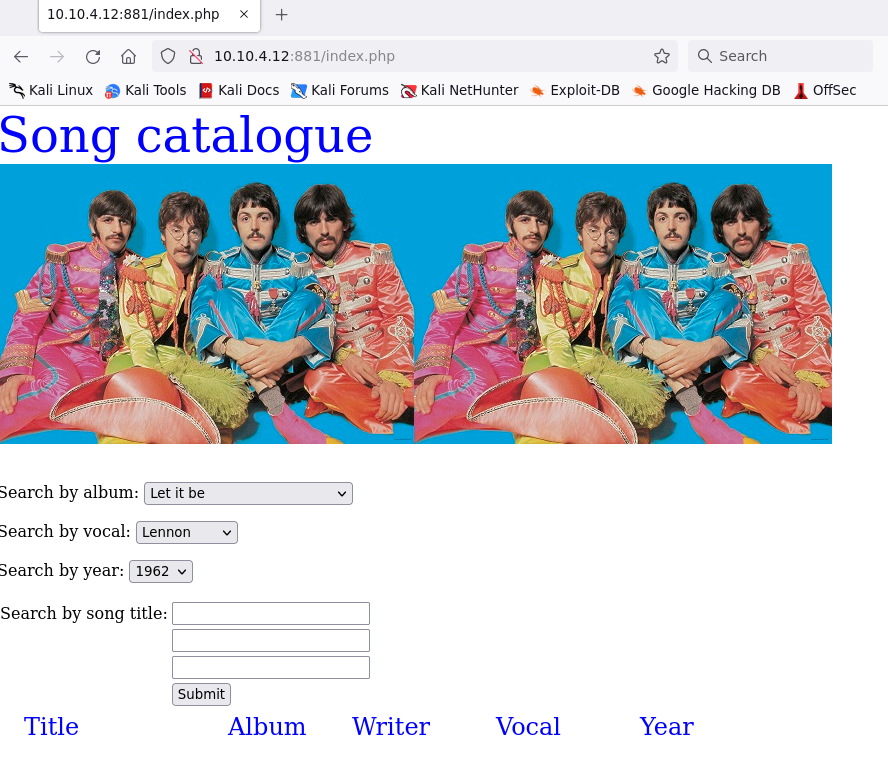 10.10.4.12:881/index.php
10.10.4.12:881/index.php
Search
Kali Linux Kali Tools Kali Docs Kali Forums Kali NetHunter Exploit-DB Google Hacking DB OffSec
Song catalogue
Search by album: Let it be
Search by vocal: Lennon
Search by year: 1962
Search by song title:
Submit
Title Album Writer Vocal Year